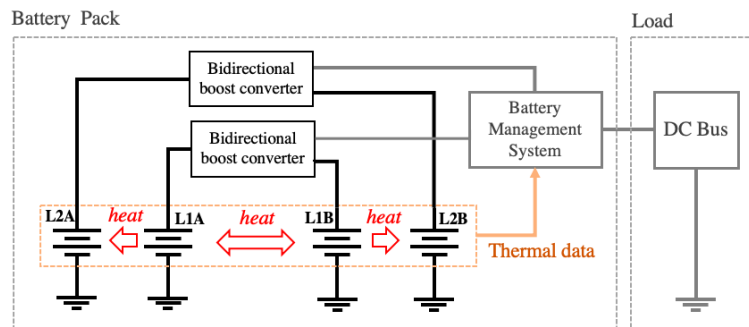 Battery Pack
Load
Bidirectional
boost converter
Battery
Management
System
DC Bus
Bidirectional
boost converter
L2A heat L1A heat L1B heat L2B
Thermal data